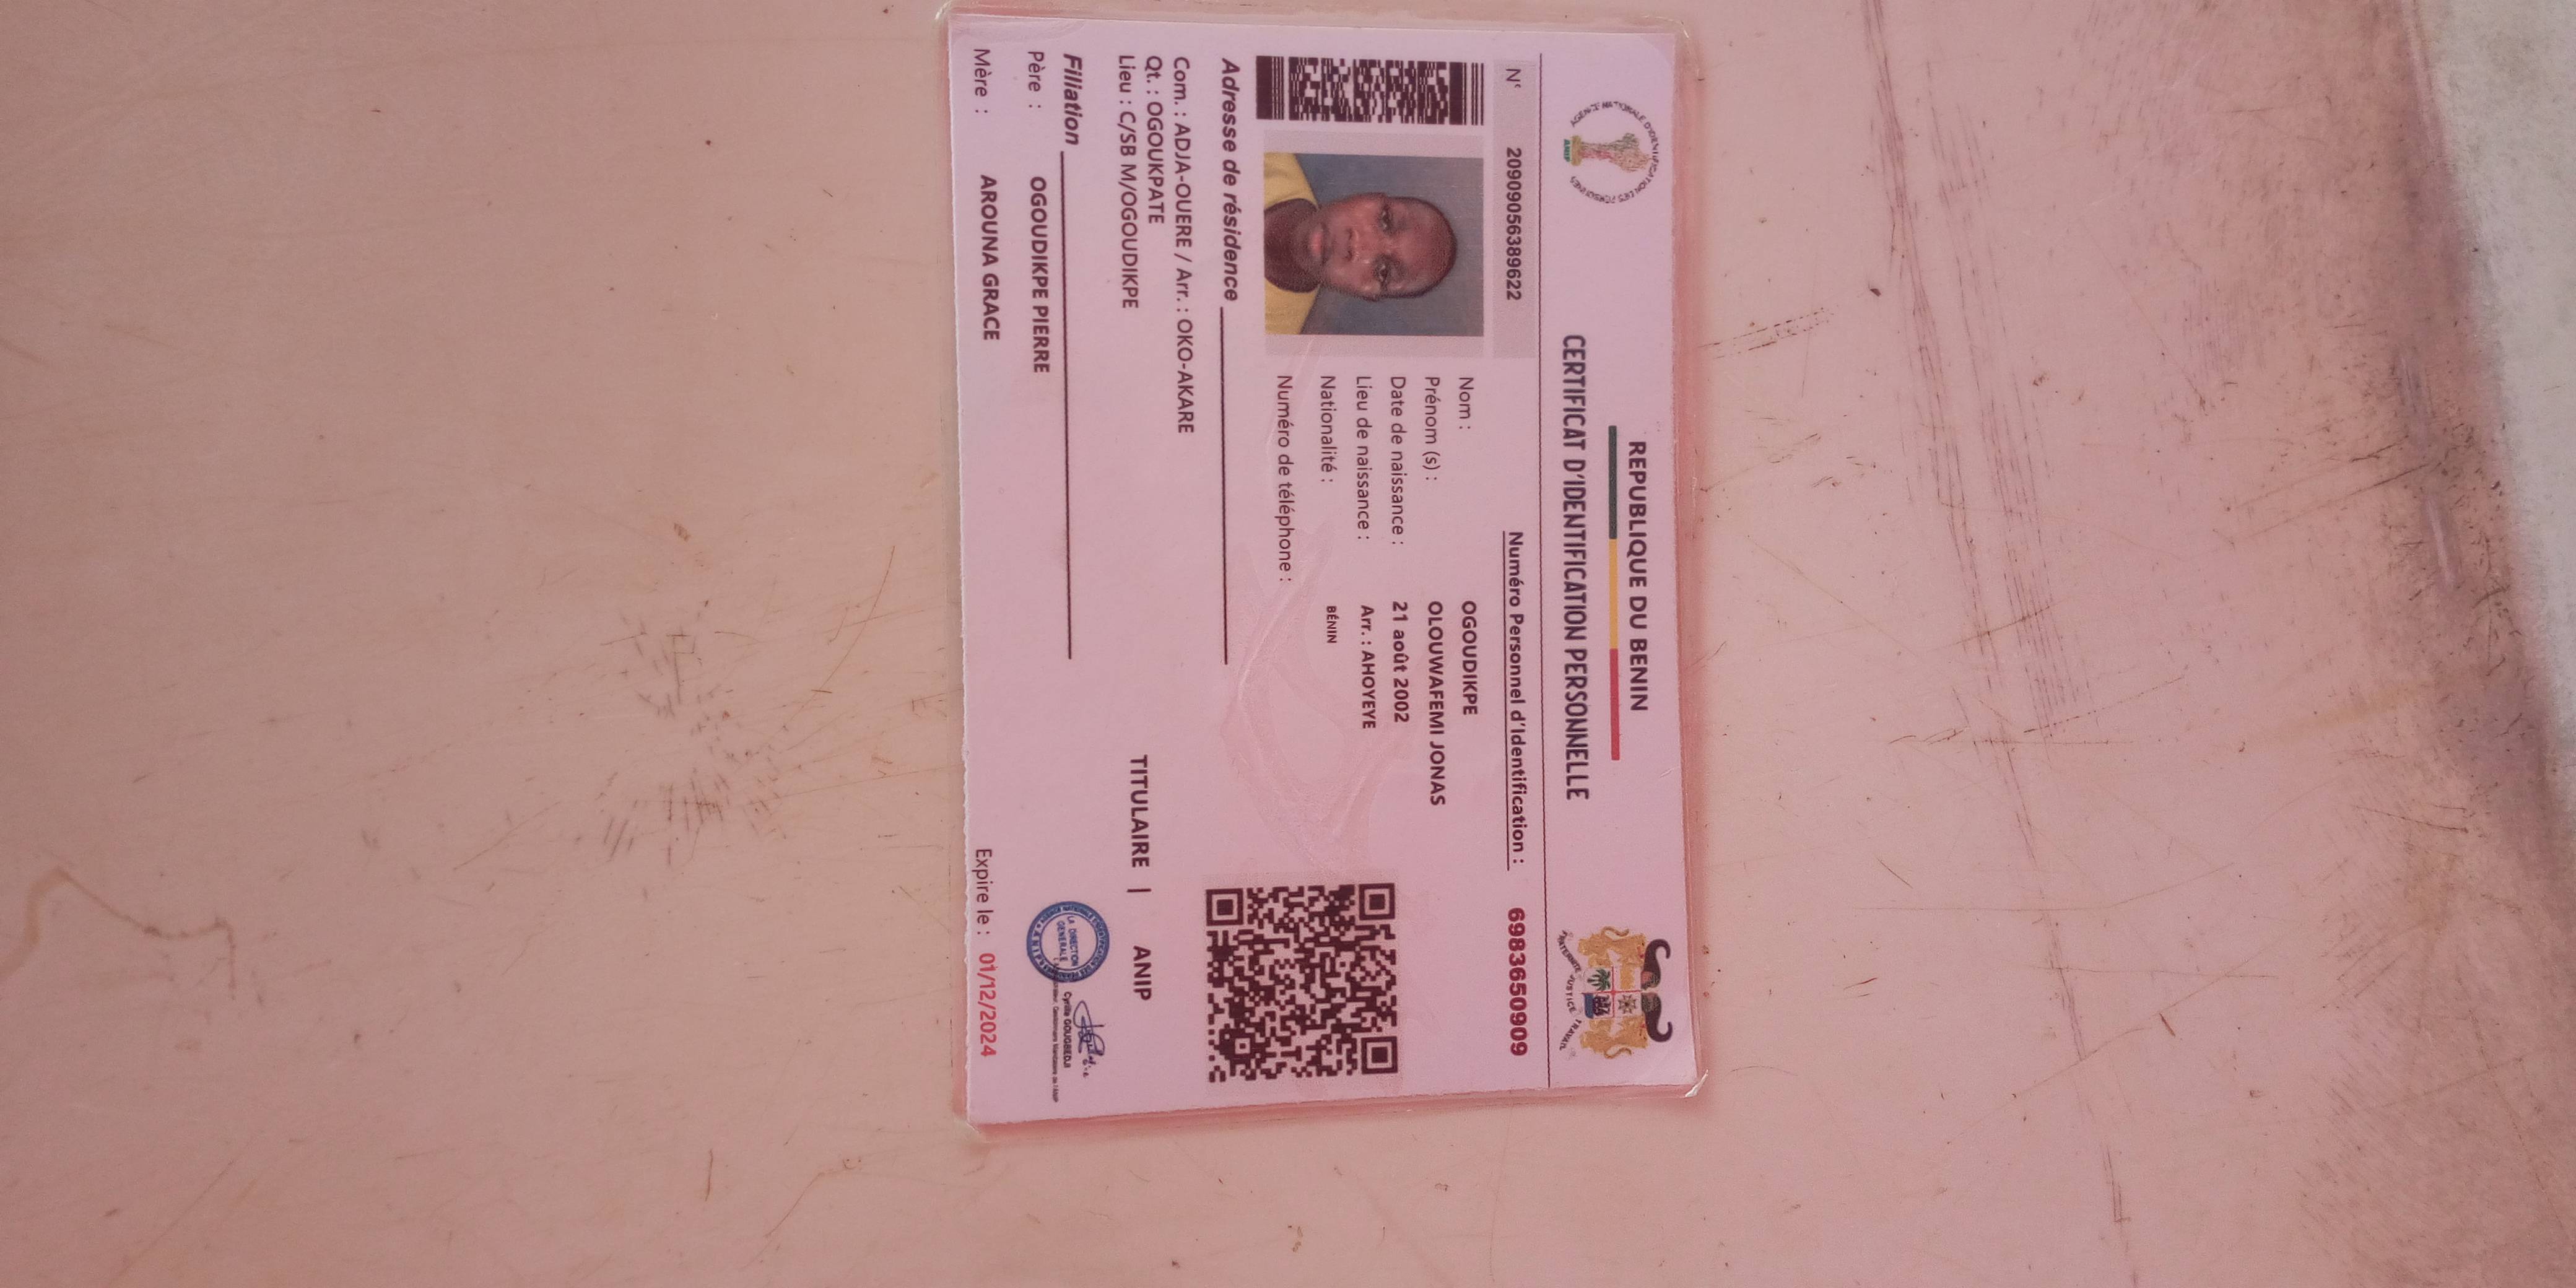 REPUBLIQUE DU BENIN
CERTIFICAT D'IDENTIFICATION PERSONNELLE
AGENCE NATIONALE D'IDENTIFICATION DES PERSONNES
ANIP
FRATERNITE JUSTICE TRAVAIL
N° 20909056389622
Numéro Personnel d'Identification : 6983650909
Nom : OGOUDIKPE
Prénom (s) : OLOUWAFEMI JONAS
Date de naissance : 21 août 2002
Lieu de naissance : Arr. : AHOYEYE
Nationalité : BÉNIN
Numéro de téléphone :
Adresse de résidence
Com. : ADJA-OUERE / Arr. : OKO-AKARE
Qt. : OGOUKPATE
Lieu : C/SB M/OGOUDIKPE
TITULAIRE | ANIP
Filiation
Père : OGOUDIKPE PIERRE
Mère : AROUNA GRACE
LA DIRECTION
GENERALE
Cyrille GOUGBEDJI
Expire le : 01/12/2024